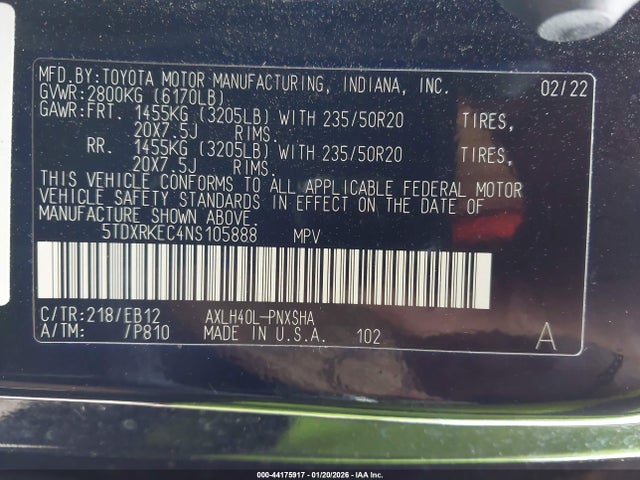 MFD.BY:TOYOTA MOTOR MANUFACTURING, INDIANA, INC. 02/22
GVWR:2800KG (6170LB)
GAWR:FRT. 1455KG (3205LB) WITH 235/50R20 TIRES,
20X7.5J RIMS.
RR. 1455KG (3205LB) WITH 235/50R20 TIRES,
20X7.5J RIMS.
THIS VEHICLE CONFORMS TO ALL APPLICABLE FEDERAL MOTOR
VEHICLE SAFETY STANDARDS IN EFFECT ON THE DATE OF
MANUFACTURE SHOWN ABOVE.
5TDXRKEC4NS105888 MPV
C/TR:218/EB12 AXLH40L-PNXSHA
A/TM: /P810 MADE IN U.S.A. 102 A
000-44175917 - 01/20/2026 - IAA Inc.